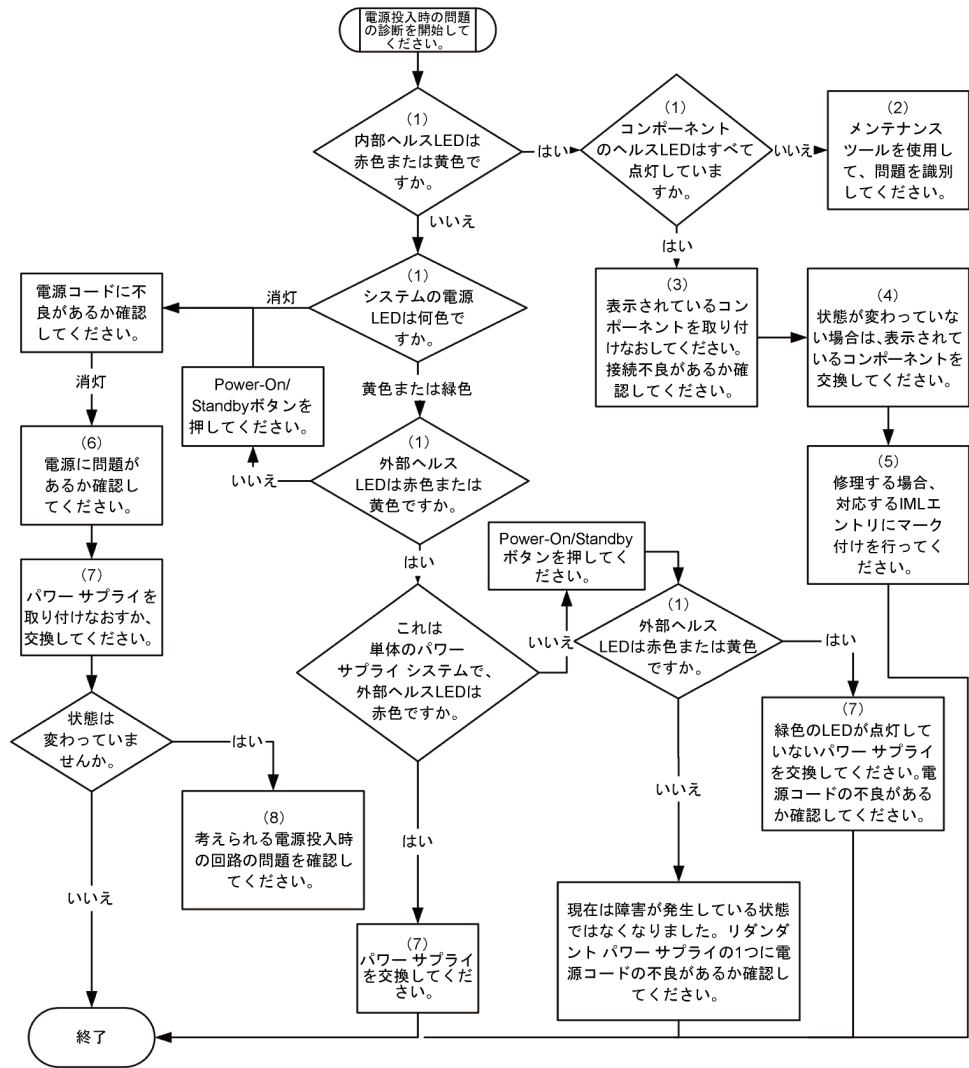 電源投入時の問題
の診断を開始して
ください。
(1)
内部ヘルスLEDは
赤色または黄色で
すか。
はい
(1)
コンポーネント
のヘルスLEDはすべて
点灯していま
すか。
いいえ
(2)
メンテナンス
ツールを使用し
て、問題を識別
してください。
いいえ
はい
(1)
システムの電源
LEDは何色で
すか。
消灯
電源コードに不
良があるか確認
してください。
(3)
表示されているコン
ポーネントを取り付
けなおしてください。
接続不良があるか確
認してください。
(4)
状態が変わっていな
い場合は、表示されて
いるコンポーネントを
交換してください。
消灯
Power-On/
Standbyボタンを
押してください。
黄色または緑色
(6)
電源に問題が
あるか確認し
てください。
(1)
外部ヘルス
LEDは赤色または
黄色ですか。
いいえ
(5)
修理する場合、
対応するIMLエ
ントリにマーク
付けを行ってく
ださい。
はい
Power-On/Standby
ボタンを押してく
ださい。
(7)
パワー サプライを
取り付けなおすか、
交換してください。
これは
単体のパワー
サプライ システムで、
外部ヘルスLEDは
赤色ですか。
いいえ
(1)
外部ヘルス
LEDは赤色または黄色
ですか。
はい
状態は
変わっていま
せんか。
はい
(7)
緑色のLEDが点灯して
いないパワー サプライ
を交換してください。電
源コードの不良がある
か確認してください。
いいえ
(8)
考えられる電源投入時
の回路の問題を確認し
てください。
はい
いいえ
(7)
パワー サプライ
を交換してくだ
さい。
現在は障害が発生している状態
ではなくなりました。リダンダ
ント パワー サプライの1つに電
源コードの不良があるか確認し
てください。
終了